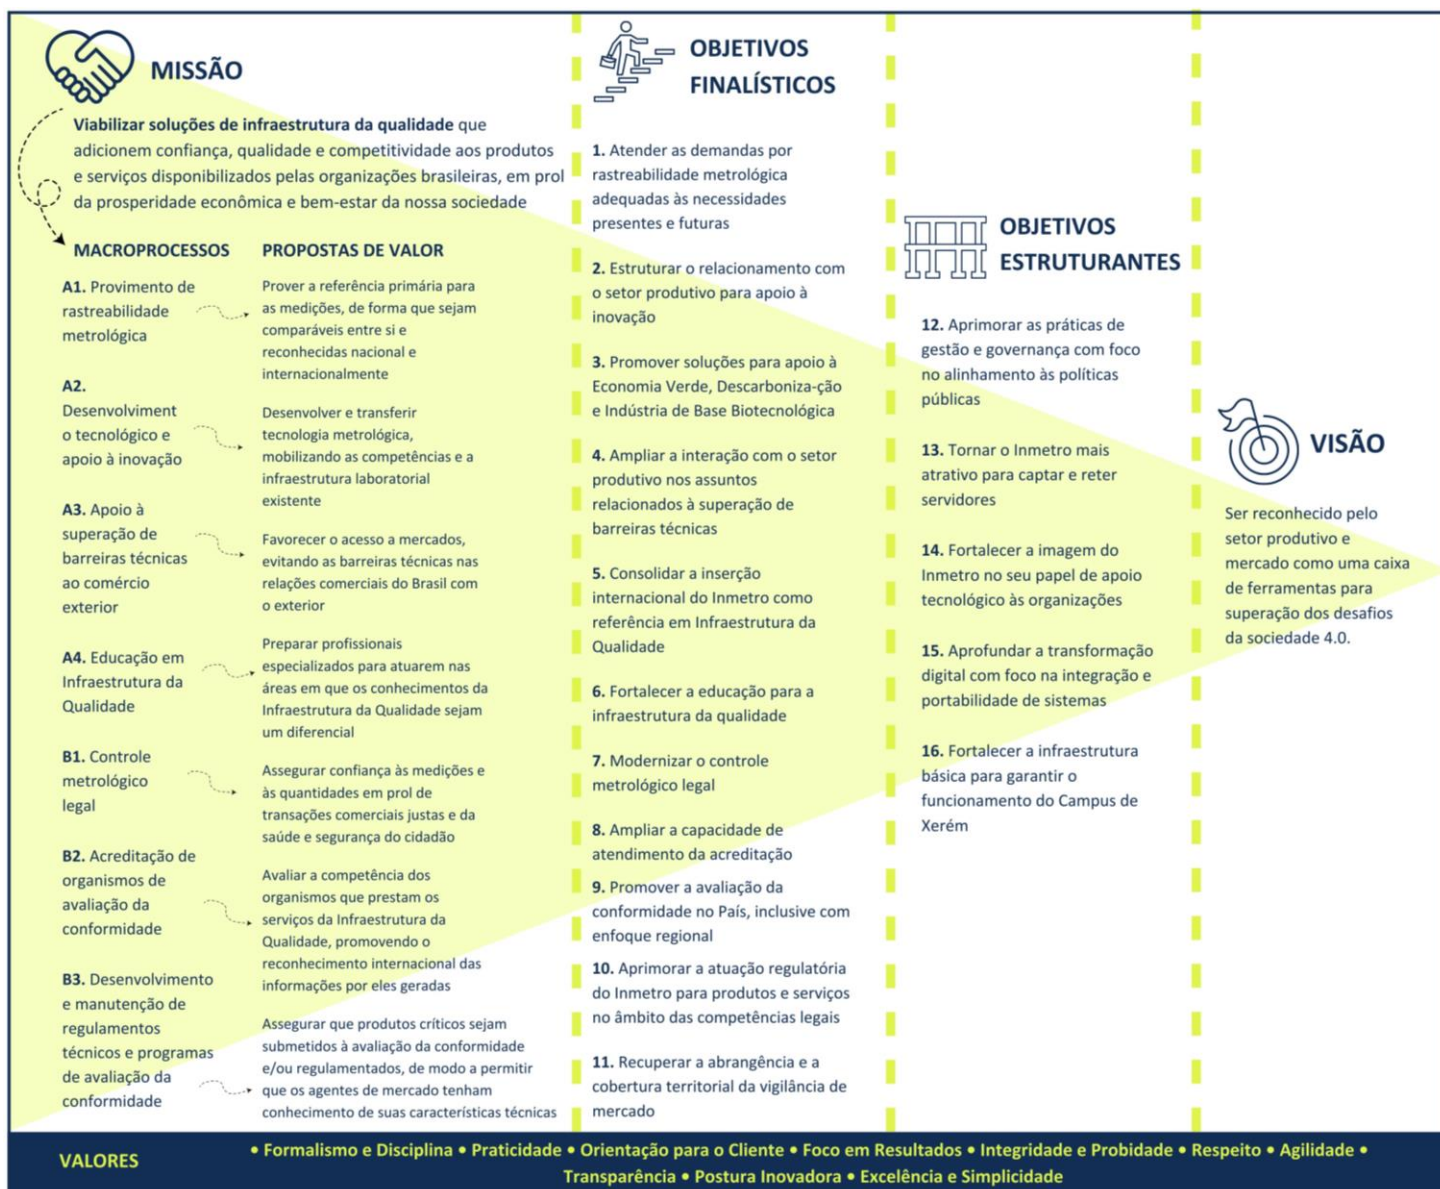 MISSÃO
Viabilizar soluções de infraestrutura da qualidade que
adicionem confiança, qualidade e competitividade aos produtos
e serviços disponibilizados pelas organizações brasileiras, em prol
da prosperidade econômica e bem-estar da nossa sociedade
MACROPROCESSOS
PROPOSTAS DE VALOR
A1. Provimento de
rastreabilidade
metrológica
Prover a referência primária para
as medições, de forma que sejam
comparáveis entre si e
reconhecidas nacional e
internacionalmente
A2.
Desenvolviment
o tecnológico e
apoio à inovação
Desenvolver e transferir
tecnologia metrológica,
mobilizando as competências e a
infraestrutura laboratorial
existente
A3. Apoio à
superação de
barreiras técnicas
ao comércio
exterior
Favorecer o acesso a mercados,
evitando as barreiras técnicas nas
relações comerciais do Brasil com
o exterior
A4. Educação em
Infraestrutura da
Qualidade
Preparar profissionais
especializados para atuarem nas
áreas em que os conhecimentos da
Infraestrutura da Qualidade sejam
um diferencial
B1. Controle
metrológico
legal
Assegurar confiança às medições e
às quantidades em prol de
transações comerciais justas e da
saúde e segurança do cidadão
B2. Acreditação de
organismos de
avaliação da
conformidade
Avaliar a competência dos
organismos que prestam os
serviços da Infraestrutura da
Qualidade, promovendo o
reconhecimento internacional das
informações por eles geradas
B3. Desenvolvimento
e manutenção de
regulamentos
técnicos e programas
de avaliação da
conformidade
Assegurar que produtos críticos sejam
submetidos à avaliação da conformidade
e/ou regulamentados, de modo a permitir
que os agentes de mercado tenham
conhecimento de suas características técnicas
OBJETIVOS
FINALÍSTICOS
1. Atender as demandas por
rastreabilidade metrológica
adequadas às necessidades
presentes e futuras
2. Estruturar o relacionamento com
o setor produtivo para apoio à
inovação
3. Promover soluções para apoio à
Economia Verde, Descarboniza-ção
e Indústria de Base Biotecnológica
4. Ampliar a interação com o setor
produtivo nos assuntos
relacionados à superação de
barreiras técnicas
5. Consolidar a inserção
internacional do Inmetro como
referência em Infraestrutura da
Qualidade
6. Fortalecer a educação para a
infraestrutura da qualidade
7. Modernizar o controle
metrológico legal
8. Ampliar a capacidade de
atendimento da acreditação
9. Promover a avaliação da
conformidade no País, inclusive com
enfoque regional
10. Aprimorar a atuação regulatória
do Inmetro para produtos e serviços
no âmbito das competências legais
11. Recuperar a abrangência e a
cobertura territorial da vigilância de
mercado
OBJETIVOS
ESTRUTURANTES
12. Aprimorar as práticas de
gestão e governança com foco
no alinhamento às políticas
públicas
13. Tornar o Inmetro mais
atrativo para captar e reter
servidores
14. Fortalecer a imagem do
Inmetro no seu papel de apoio
tecnológico às organizações
15. Aprofundar a transformação
digital com foco na integração e
portabilidade de sistemas
16. Fortalecer a infraestrutura
básica para garantir o
funcionamento do Campus de
Xerém
VISÃO
Ser reconhecido pelo
setor produtivo e
mercado como uma caixa
de ferramentas para
superação dos desafios
da sociedade 4.0.
VALORES
• Formalismo e Disciplina • Praticidade • Orientação para o Cliente • Foco em Resultados • Integridade e Probidade • Respeito • Agilidade •
Transparência • Postura Inovadora • Excelência e Simplicidade